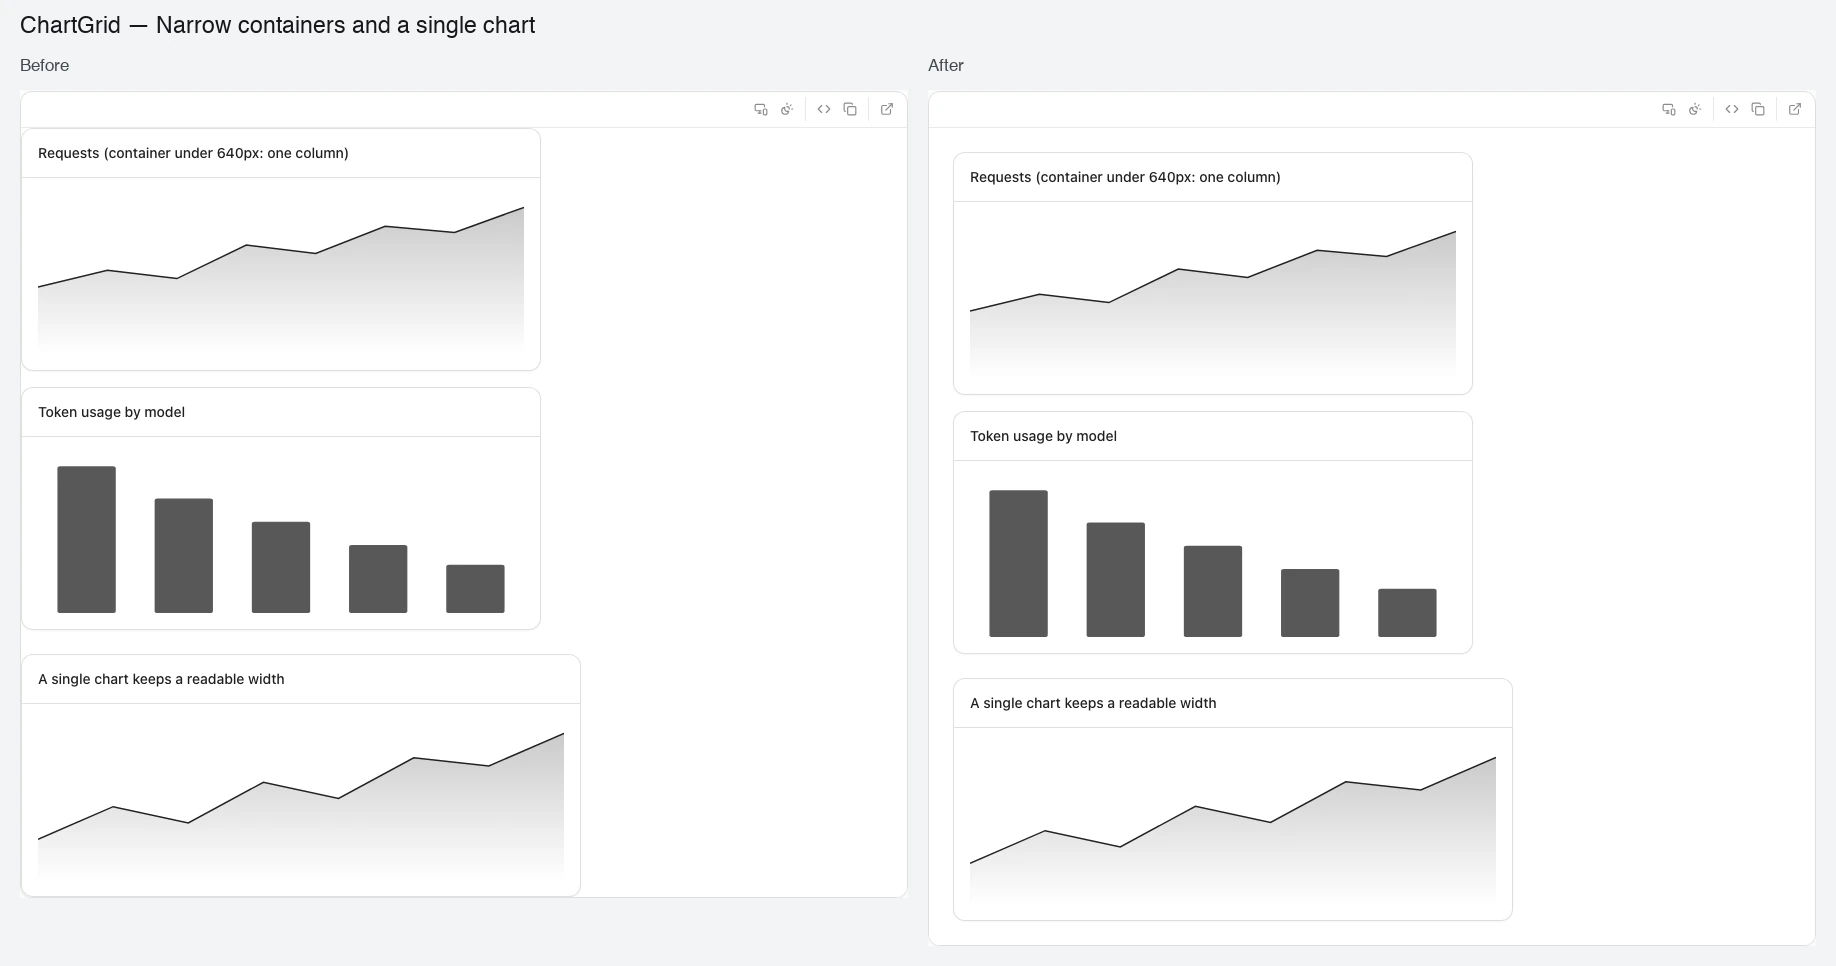 ChartGrid — Narrow containers and a single chart
Before
Requests (container under 640px: one column)
Token usage by model
A single chart keeps a readable width
After
Requests (container under 640px: one column)
Token usage by model
A single chart keeps a readable width